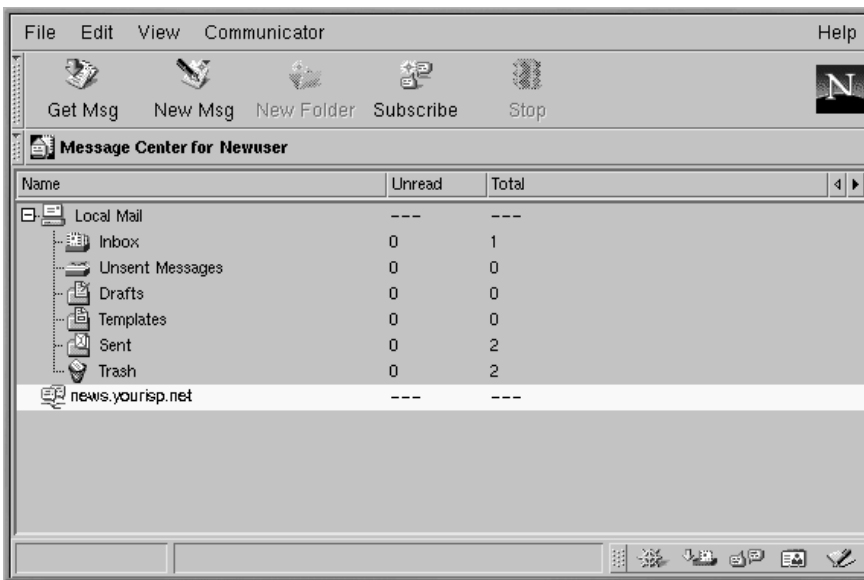 File Edit View Communicator Help
Get Msg New Msg New Folder Subscribe Stop
N
Message Center for Newuser
Name Unread Total
Local Mail --- ---
Inbox 0 1
Unsent Messages 0 0
Drafts 0 0
Templates 0 0
Sent 0 2
Trash 0 2
news.yourisp.net --- ---